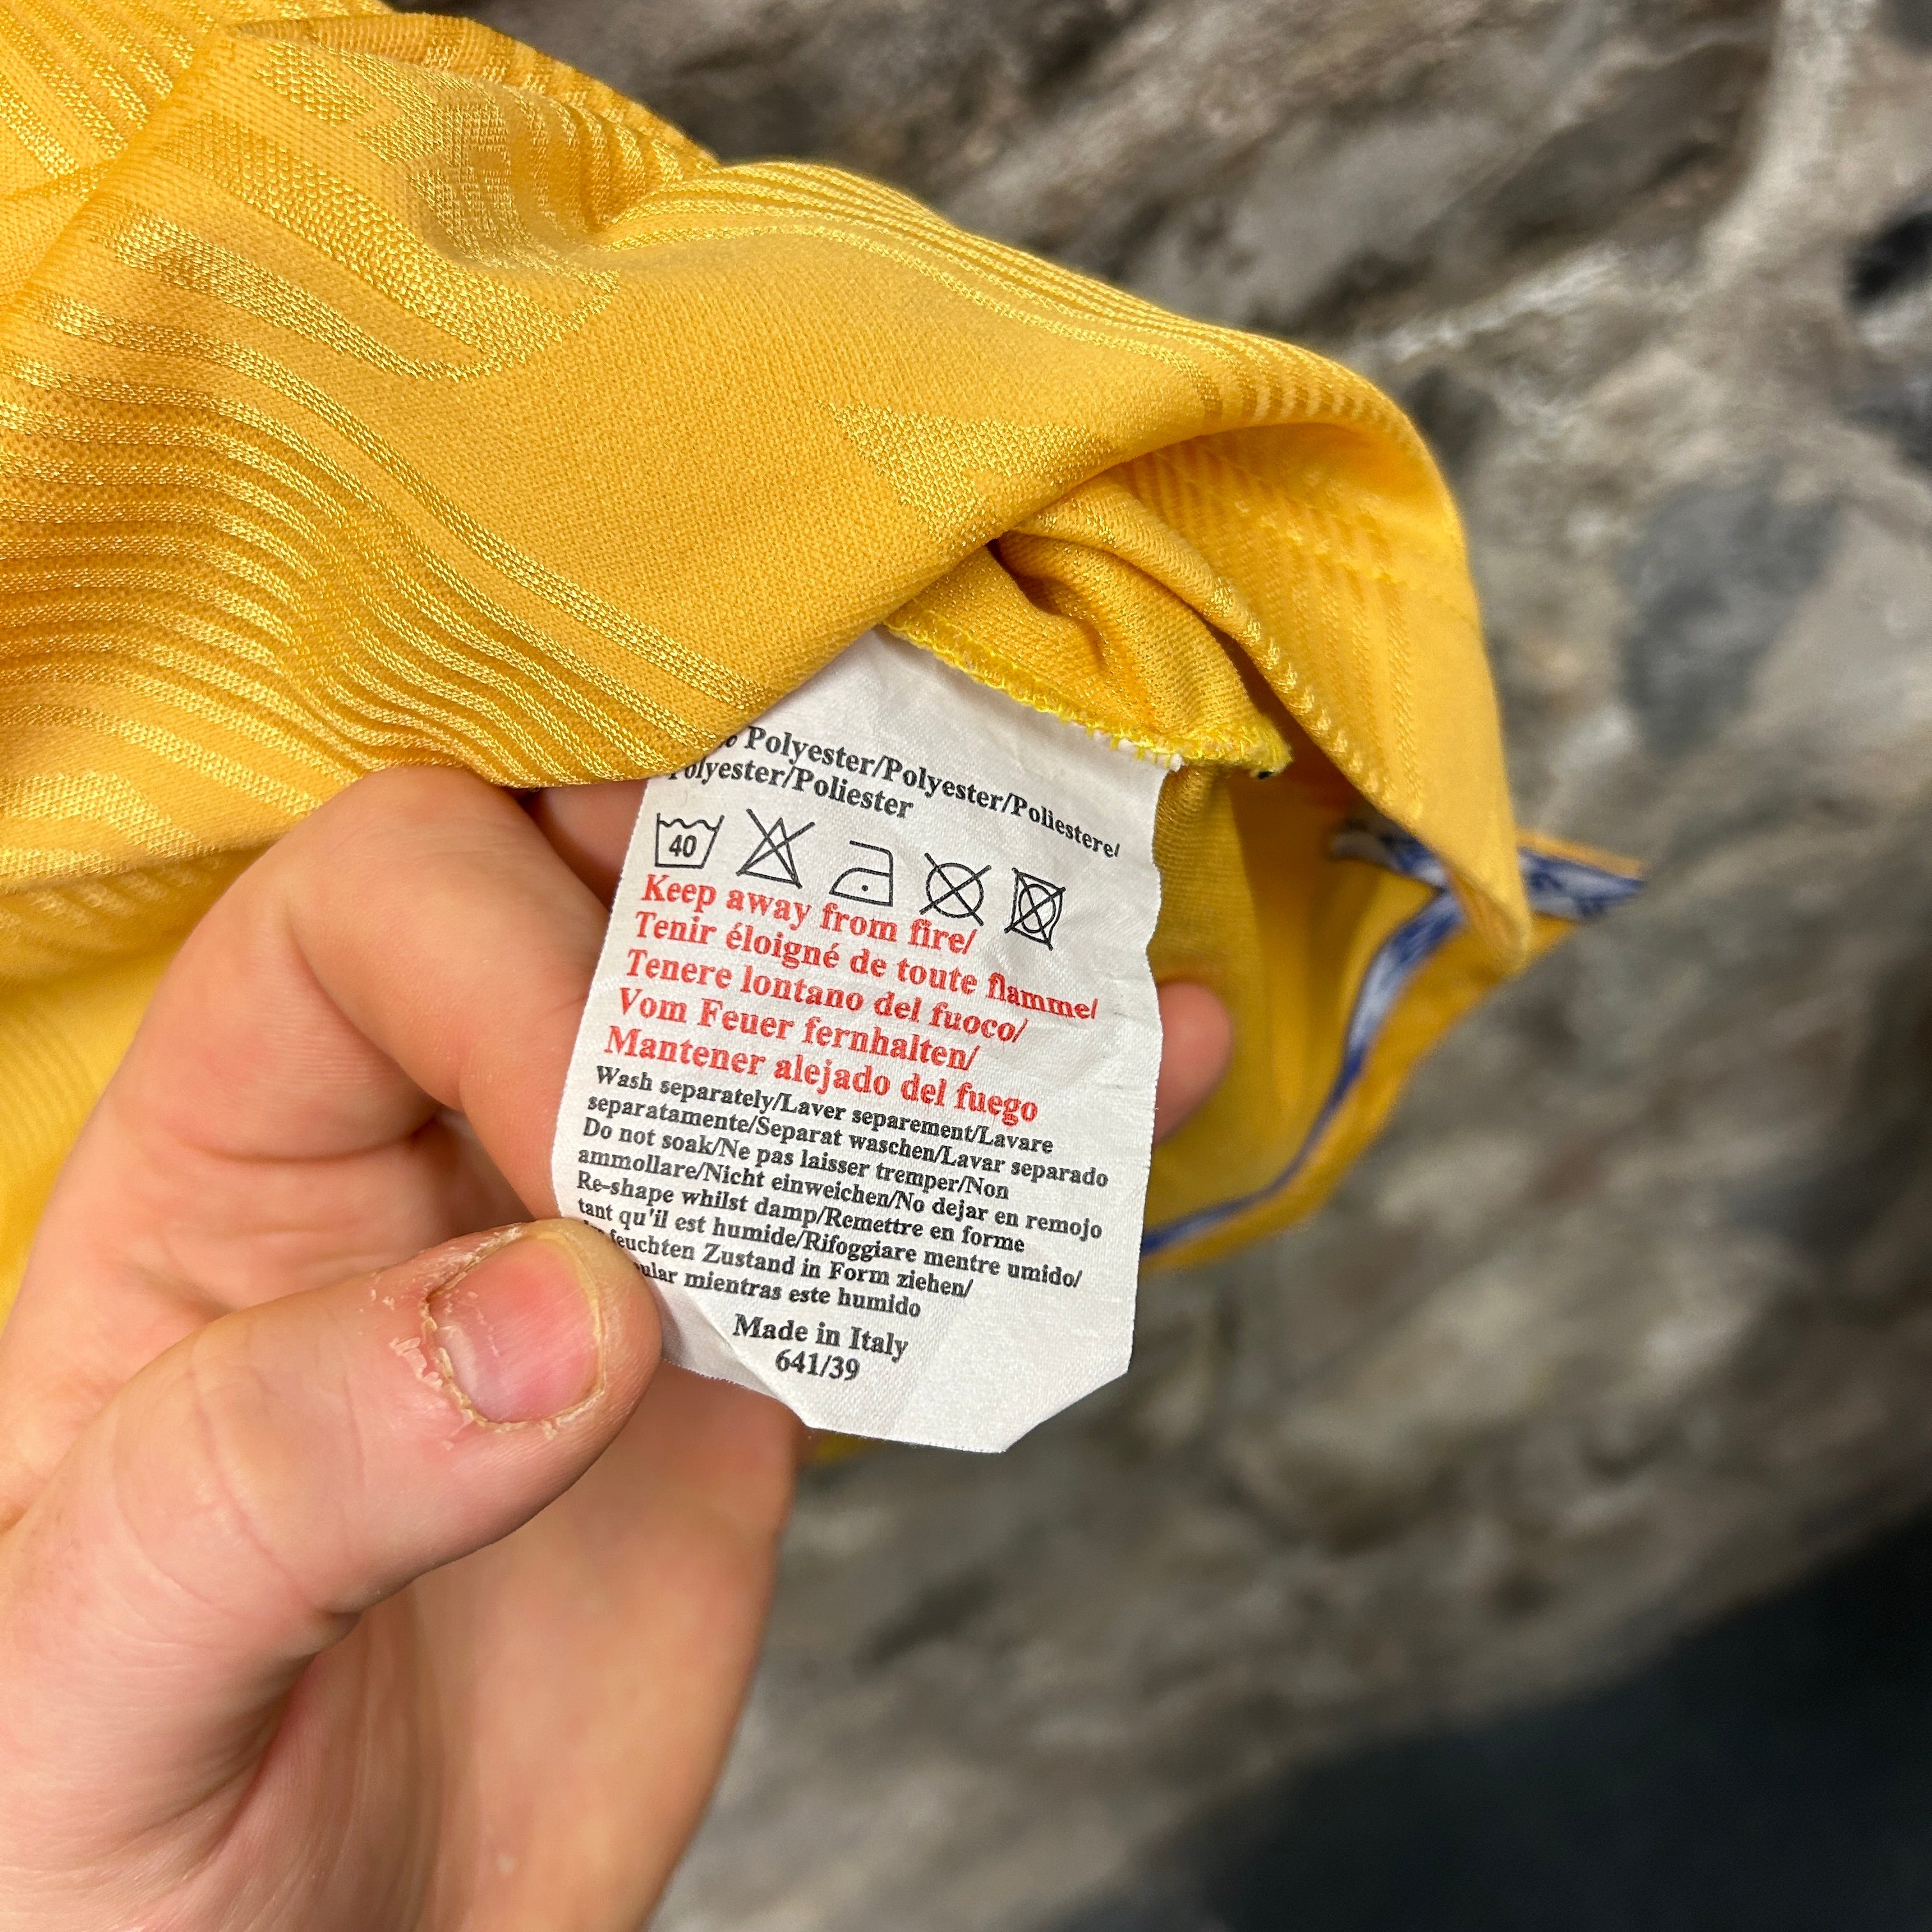 Polyester/Polyester/Poliestere/
Polyester/Poliester
40
Keep away from fire/
Tenir éloigné de toute flamme/
Tenere lontano del fuoco/
Vom Feuer fernhalten/
Mantener alejado del fuego
Wash separately/Laver separement/Lavare
separatamente/Separat waschen/Lavar separado
Do not soak/Ne pas laisser tremper/Non
ammollare/Nicht einweichen/No dejar en remojo
Re-shape whilst damp/Remettre en forme
tant qu'il est humide/Rifoggiare mentre umido/
feuchten Zustand in Form ziehen/
mientras este humido
Made in Italy
641/39